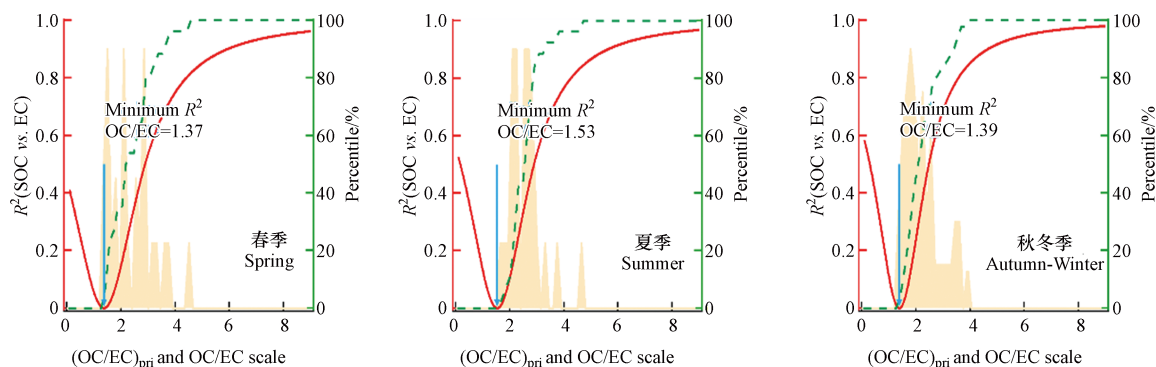 1.0
0.8
0.6
0.4
0.2
0
R²(SOC vs. EC)
100
80
60
40
20
0
Percentile/%
Minimum R²
OC/EC=1.37
春季
Spring
0 2 4 6 8
(OC/EC)pri and OC/EC scale
1.0
0.8
0.6
0.4
0.2
0
R²(SOC vs. EC)
100
80
60
40
20
0
Percentile/%
Minimum R²
OC/EC=1.53
夏季
Summer
0 2 4 6 8
(OC/EC)pri and OC/EC scale
1.0
0.8
0.6
0.4
0.2
0
R²(SOC vs. EC)
100
80
60
40
20
0
Percentile/%
Minimum R²
OC/EC=1.39
秋冬季
Autumn-Winter
0 2 4 6 8
(OC/EC)pri and OC/EC scale